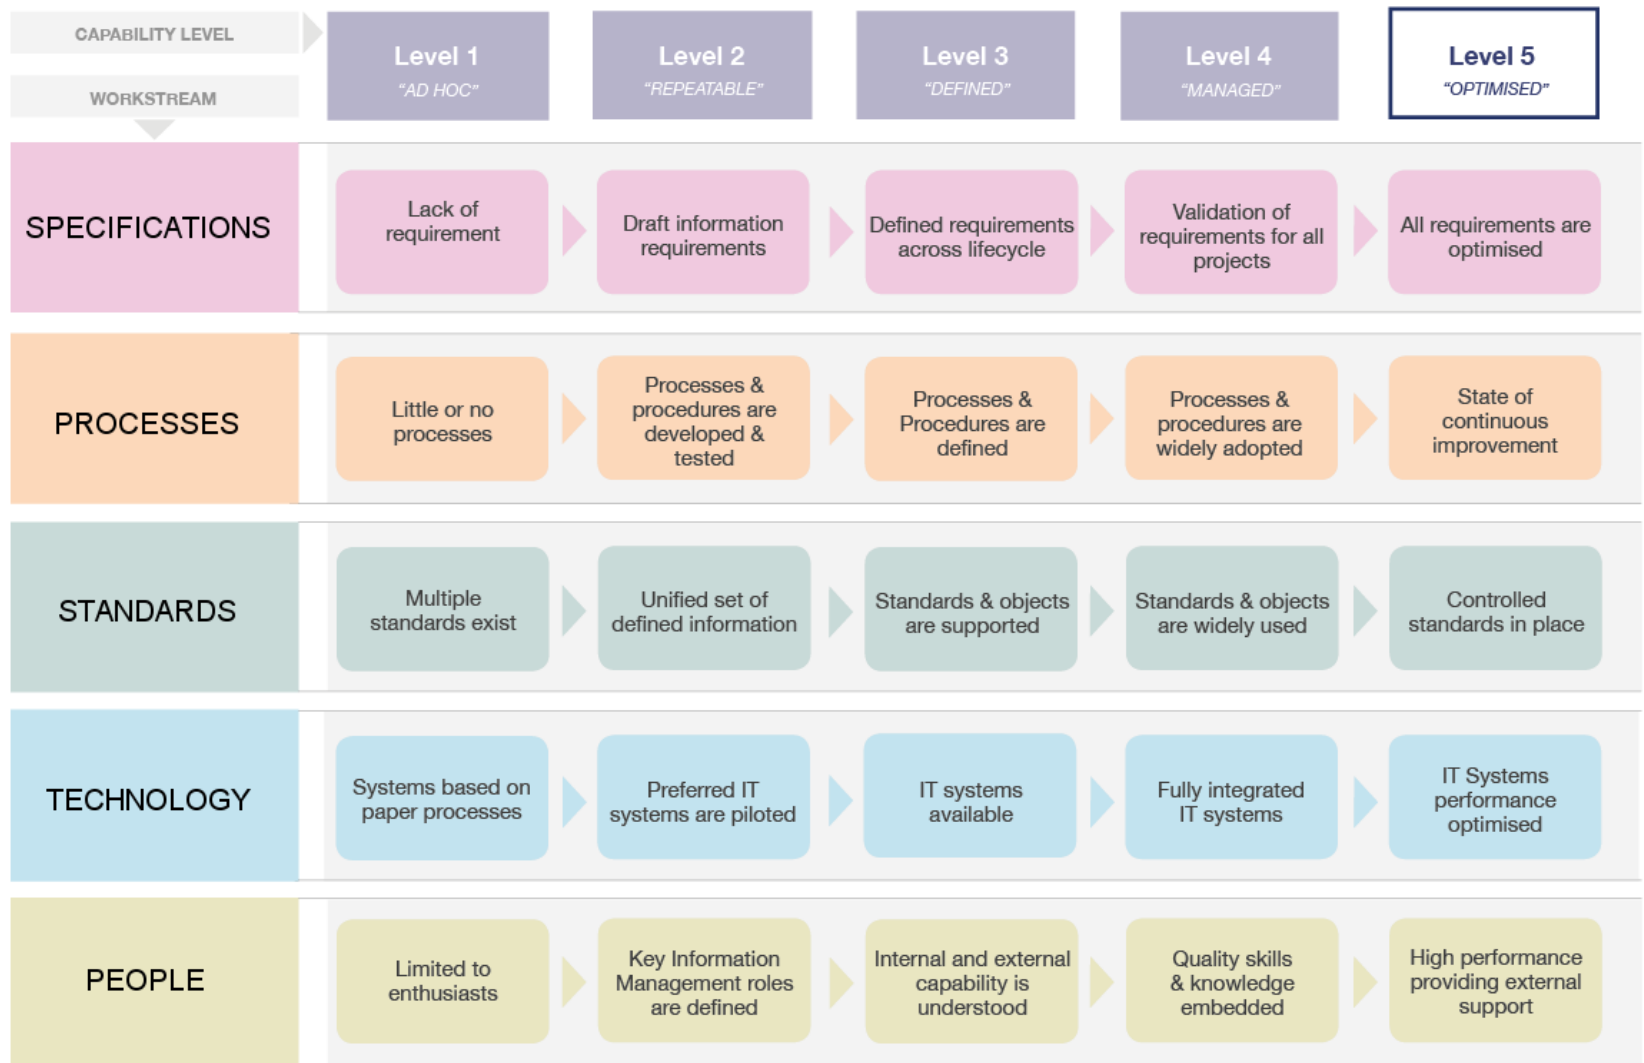 CAPABILITY LEVEL
WORKSTREAM
Level 1
"AD HOC"
Level 2
"REPEATABLE"
Level 3
"DEFINED"
Level 4
"MANAGED"
Level 5
"OPTIMISED"
SPECIFICATIONS
Lack of
requirement
Draft information
requirements
Defined requirements
across lifecycle
Validation of
requirements for all
projects
All requirements are
optimised
PROCESSES
Little or no
processes
Processes &
procedures are
developed &
tested
Processes &
Procedures are
defined
Processes &
procedures are
widely adopted
State of
continuous
improvement
STANDARDS
Multiple
standards exist
Unified set of
defined information
Standards & objects
are supported
Standards & objects
are widely used
Controlled
standards in place
TECHNOLOGY
Systems based on
paper processes
Preferred IT
systems are piloted
IT systems
available
Fully integrated
IT systems
IT Systems
performance
optimised
PEOPLE
Limited to
enthusiasts
Key Information
Management roles
are defined
Internal and external
capability is
understood
Quality skills
& knowledge
embedded
High performance
providing external
support